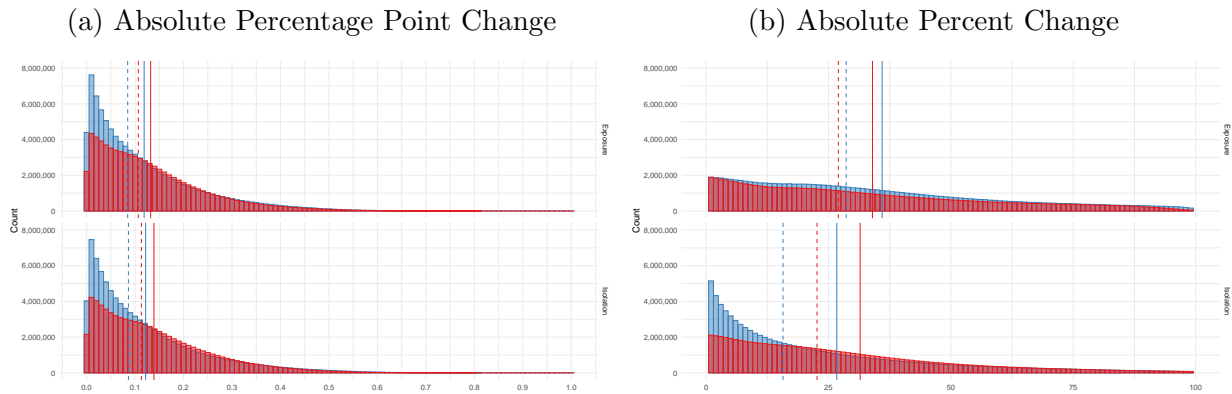 (a) Absolute Percentage Point Change
(b) Absolute Percent Change
Count
8,000,000
6,000,000
4,000,000
2,000,000
0
Exposure
8,000,000
6,000,000
4,000,000
2,000,000
0
Isolation
0.0 0.1 0.2 0.3 0.4 0.5 0.6 0.7 0.8 0.9 1.0
Count
8,000,000
6,000,000
4,000,000
2,000,000
0
Exposure
8,000,000
6,000,000
4,000,000
2,000,000
0
Isolation
0 25 50 75 100